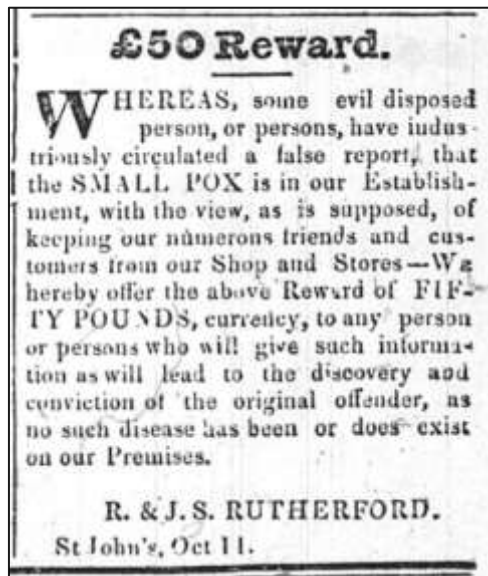 £50 Reward.
WHEREAS, some evil disposed
person, or persons, have indus-
triously circulated a false report, that
the SMALL POX is in our Establish-
ment, with the view, as is supposed, of
keeping our numerons friends and cus-
tomers from our Shop and Stores—We
hereby offer the above Reward of FIF-
TY POUNDS, currency, to any person
or persons who will give such informa-
tion as will lead to the discovery and
conviction of the original offender, as
no such disease has been or does exist
on our Premises.
R. & J. S. RUTHERFORD.
St John's, Oct 11.